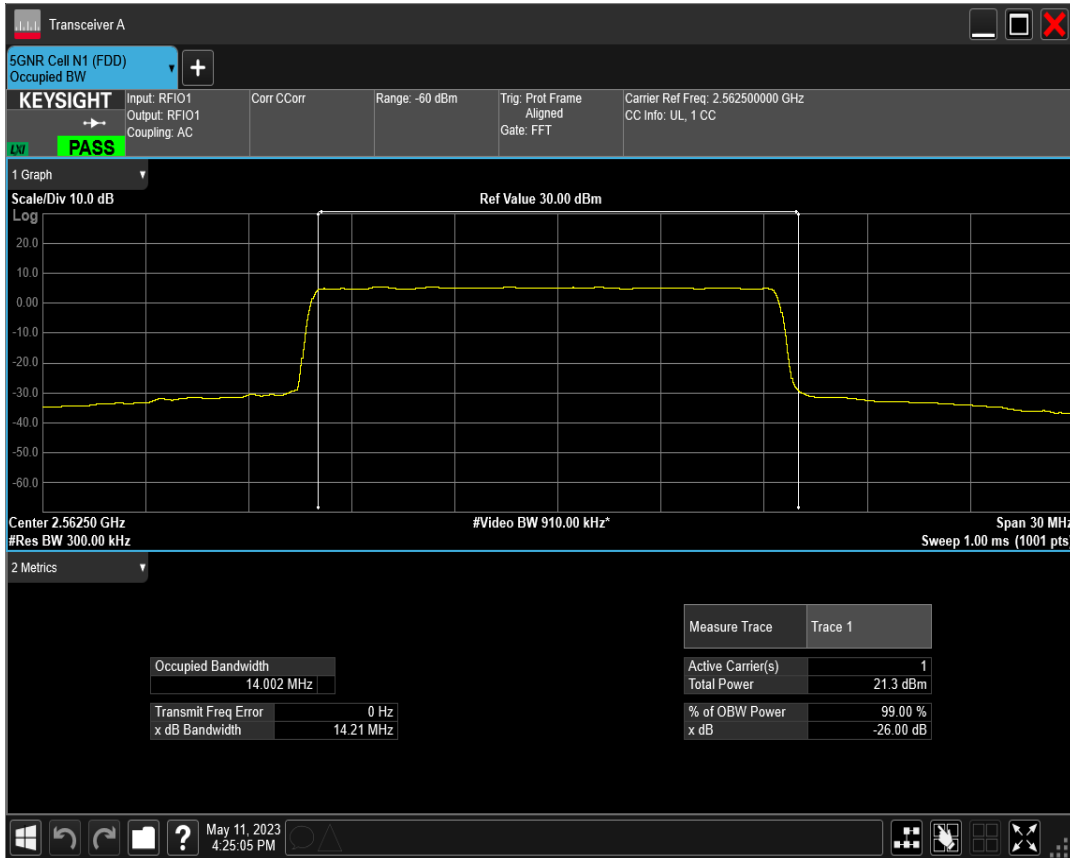 Transceiver A
5GNR Cell N1 (FDD)
Occupied BW
+
KEYSIGHT
LXI
PASS
Input: RFIO1
Output: RFIO1
Coupling: AC
Corr CCorr
Range: -60 dBm
Trig: Prot Frame
Aligned
Gate: FFT
Carrier Ref Freq: 2.562500000 GHz
CC Info: UL, 1 CC
1 Graph
Scale/Div 10.0 dB
Ref Value 30.00 dBm
Log
20.0
10.0
0.00
-10.0
-20.0
-30.0
-40.0
-50.0
-60.0
Center 2.56250 GHz
#Video BW 910.00 kHz*
Span 30 MHz
#Res BW 300.00 kHz
Sweep 1.00 ms (1001 pts)
2 Metrics
Measure Trace Trace 1
Occupied Bandwidth
14.002 MHz
Active Carrier(s) 1
Total Power 21.3 dBm
Transmit Freq Error 0 Hz
x dB Bandwidth 14.21 MHz
% of OBW Power 99.00 %
x dB -26.00 dB
?
May 11, 2023
4:25:05 PM